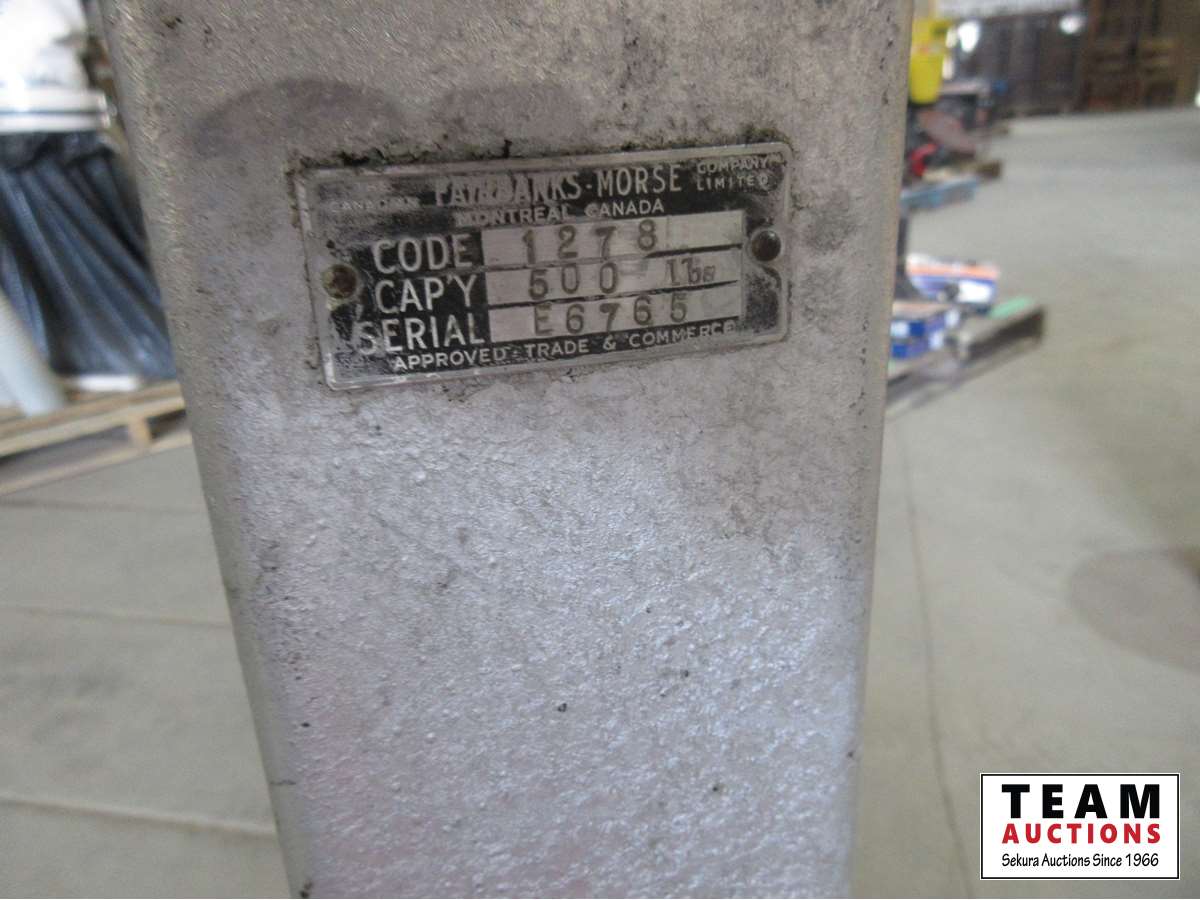 CANADIAN FAIRBANKS-MORSE COMPANY LIMITED
MONTREAL CANADA
CODE 1278
CAP'Y 500 lbs
SERIAL E6765
APPROVED-TRADE & COMMERCE
TEAM
AUCTIONS
Sekura Auctions Since 1966